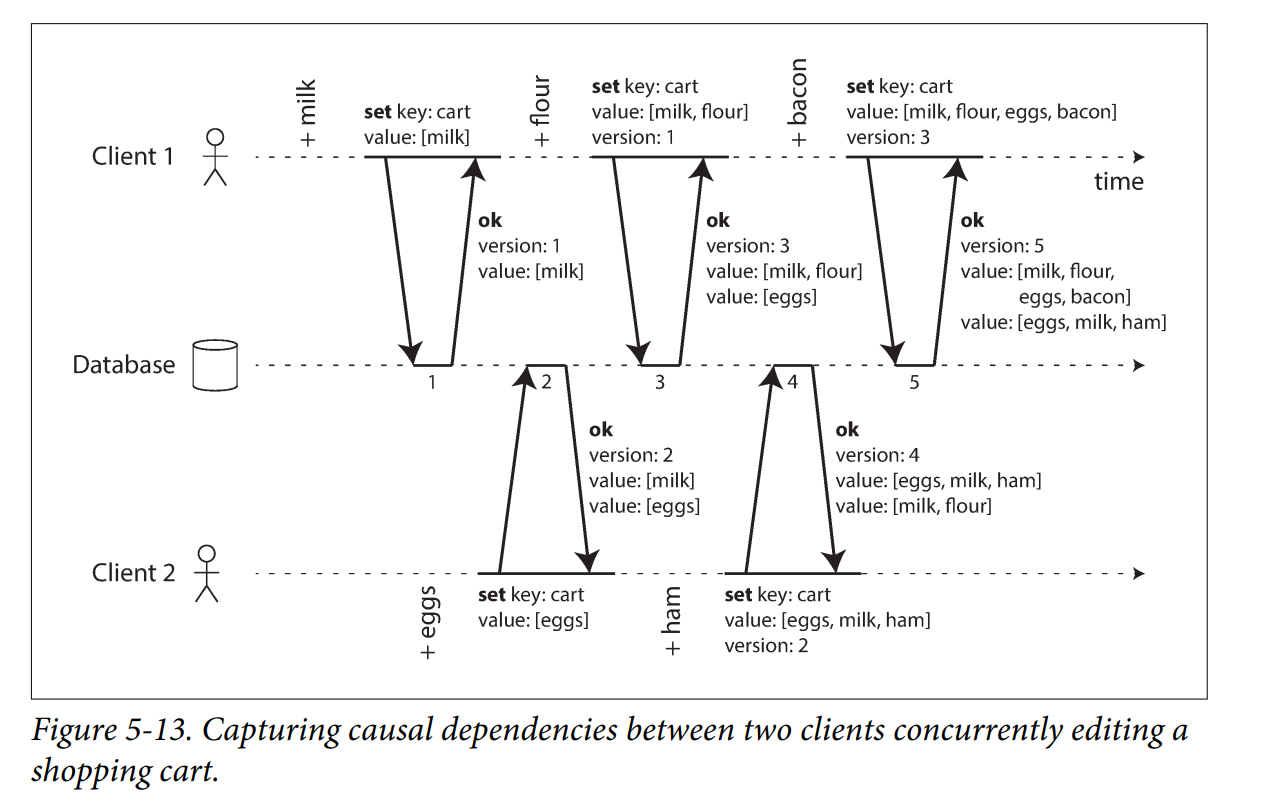 + milk
set key: cart
value: [milk]
+ flour
set key: cart
value: [milk, flour]
version: 1
+ bacon
set key: cart
value: [milk, flour, eggs, bacon]
version: 3
Client 1
time
ok
version: 1
value: [milk]
ok
version: 3
value: [milk, flour]
value: [eggs]
ok
version: 5
value: [milk, flour,
eggs, bacon]
value: [eggs, milk, ham]
Database
1
2
3
4
5
ok
version: 2
value: [milk]
value: [eggs]
ok
version: 4
value: [eggs, milk, ham]
value: [milk, flour]
Client 2
+ eggs
set key: cart
value: [eggs]
+ ham
set key: cart
value: [eggs, milk, ham]
version: 2
Figure 5-13. Capturing causal dependencies between two clients concurrently editing a
shopping cart.